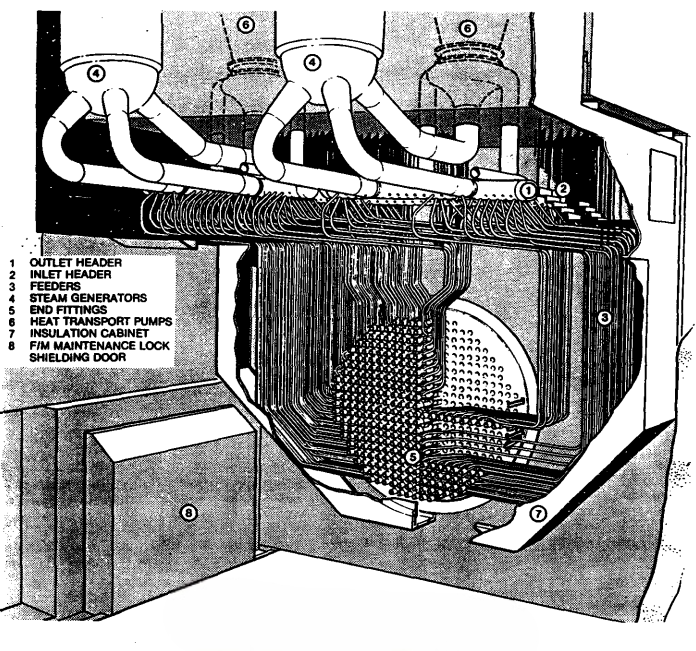 6
6
4
4
1
2
1 OUTLET HEADER
2 INLET HEADER
3 FEEDERS
4 STEAM GENERATORS
5 END FITTINGS
6 HEAT TRANSPORT PUMPS
7 INSULATION CABINET
8 F/M MAINTENANCE LOCK
SHIELDING DOOR
3
5
8
7